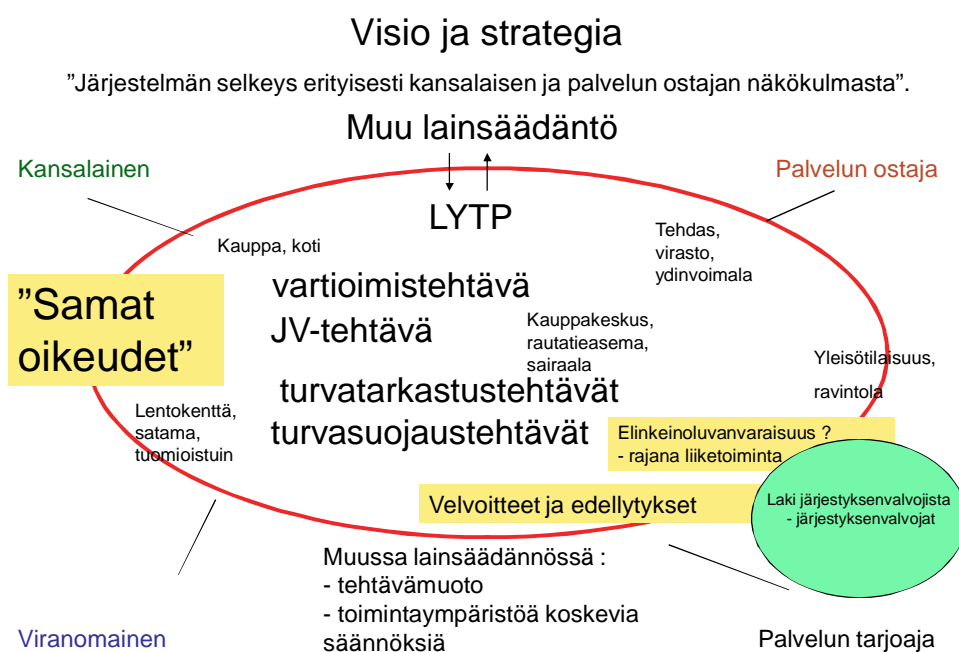 Visio ja strategia
”Järjestelmän selkeys erityisesti kansalaisen ja palvelun ostajan näkökulmasta”.
Muu lainsäädäntö
Kansalainen
Palvelun ostaja
LYTP
Kauppa, koti
Tehdas,
virasto,
ydinvoimala
”Samat
oikeudet”
vartioimistehtävä
JV-tehtävä
Kauppakeskus,
rautatieasema,
sairaala
Yleisötilaisuus,
ravintola
turvatarkastustehtävät
turvasuojaustehtävät
Lentokenttä,
satama,
tuomioistuin
Elinkeinoluvanvaraisuus ?
- rajana liiketoiminta
Velvoitteet ja edellytykset
Laki järjestyksenvalvojista
- järjestyksenvalvojat
Muussa lainsäädännössä :
- tehtävämuoto
- toimintaympäristöä koskevia
säännöksiä
Viranomainen
Palvelun tarjoaja